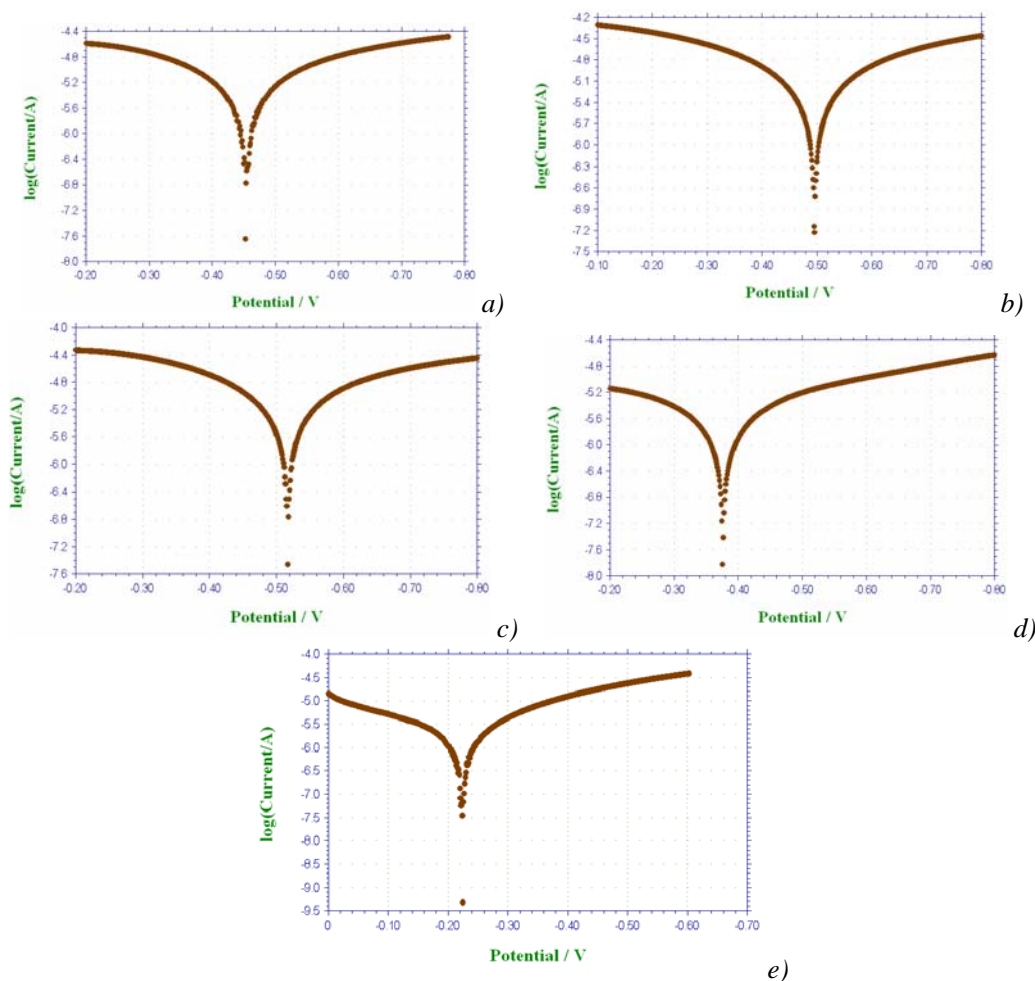 -4.4
-4.8
-5.2
-5.6
-6.0
-6.4
-6.8
-7.2
-7.6
-8.0
log(Current/A)
-0.20 -0.30 -0.40 -0.50 -0.60 -0.70 -0.80
Potential / V
a)
-4.2
-4.5
-4.8
-5.1
-5.4
-5.7
-6.0
-6.3
-6.6
-6.9
-7.2
-7.5
log(Current/A)
-0.10 -0.20 -0.30 -0.40 -0.50 -0.60 -0.70 -0.80
Potential / V
b)
-4.0
-4.4
-4.8
-5.2
-5.6
-6.0
-6.4
-6.8
-7.2
-7.6
log(Current/A)
-0.20 -0.30 -0.40 -0.50 -0.60 -0.70 -0.80
Potential / V
c)
-4.4
-4.8
-5.2
-5.6
-6.0
-6.4
-6.8
-7.2
-7.6
-8.0
log(Current/A)
-0.20 -0.30 -0.40 -0.50 -0.60 -0.70 -0.80
Potential / V
d)
-4.0
-4.5
-5.0
-5.5
-6.0
-6.5
-7.0
-7.5
-8.0
-8.5
-9.0
-9.5
log(Current/A)
0 -0.10 -0.20 -0.30 -0.40 -0.50 -0.60 -0.70
Potential / V
e)